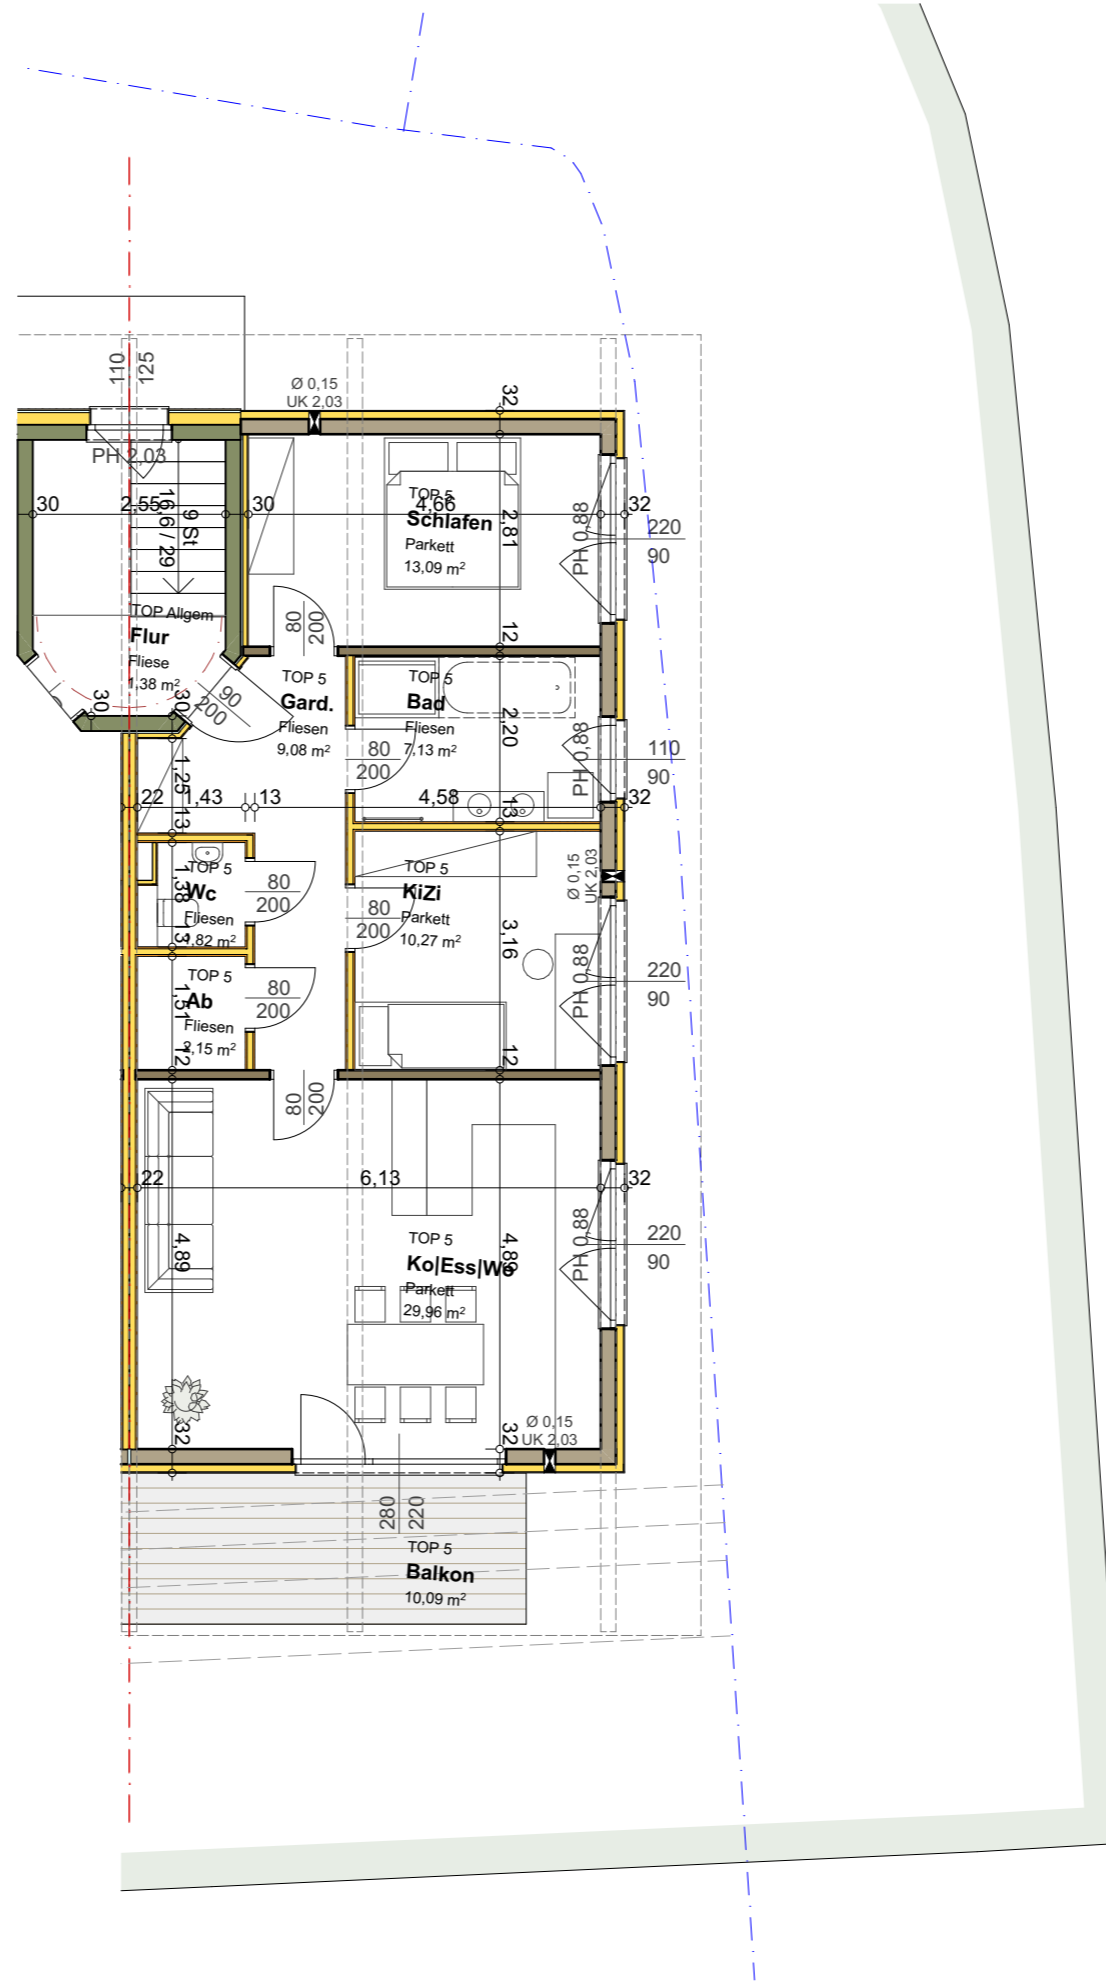 110
125
Ø 0,15
UK 2,03
32
PH 2,03
30
2,55
30
TOP 5
4,66
32
Schlafen
Parkett
13,09 m²
2,81
PH 0,88
220
90
9 St
16,6 / 29
TOP Allgem
Flur
Fliese
1,38 m²
80
200
12
30
30
90
200
TOP 5
Gard.
Fliesen
9,08 m²
TOP 5
Bad
Fliesen
7,13 m²
2,20
80
200
PH 0,88
110
90
1,25
22
1,43
13
4,58
32
13
13
Ø 0,15
UK 2,03
TOP 5
Wc
Fliesen
1,82 m²
1,38
13
80
200
TOP 5
KiZi
Parkett
10,27 m²
80
200
3,16
PH 0,88
220
90
TOP 5
Ab
Fliesen
2,15 m²
1,51
12
80
200
12
80
200
22
6,13
32
4,89
TOP 5
Ko|Ess|Wo
Parkett
29,96 m²
4,89
PH 0,88
220
90
32
32
Ø 0,15
UK 2,03
280
220
TOP 5
Balkon
10,09 m²